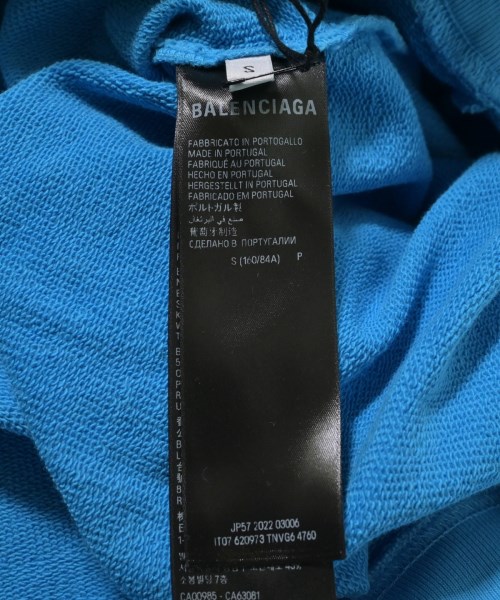 S
BALENCIAGA
FABBRICATO IN PORTOGALLO
MADE IN PORTUGAL
FABRIQUÉ AU PORTUGAL
HECHO EN PORTUGAL
HERGESTELLT IN PORTUGAL
FABRICADO EM PORTUGAL
ポルトガル製
صنع في البرتغال
葡萄牙制造
СДЕЛАНО В ПОРТУГАЛИИ
S (160/84A) P
JP57 2022 03006
IT07 620973 TNVG6 4760
CA00985 - CA63081